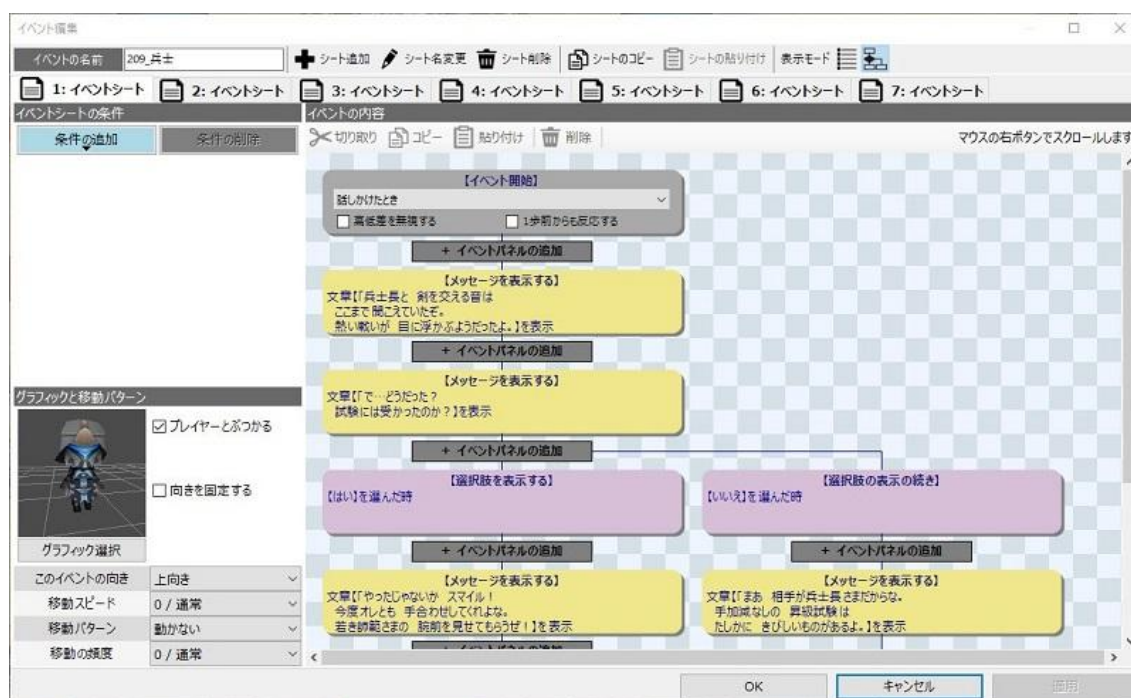 イベント編集
イベントの名前 209_兵士 シート追加 シート名変更 シート削除 シートのコピー シートの貼り付け 表示モード
1: イベントシート 2: イベントシート 3: イベントシート 4: イベントシート 5: イベントシート 6: イベントシート 7: イベントシート
イベントシートの条件
条件の追加 条件の削除
イベントの内容
切り取り コピー 貼り付け 削除 マウスの右ボタンでスクロールします
【イベント開始】
話しかけたとき
高低差を無視する 1歩前からも反応する
+ イベントパネルの追加
【メッセージを表示する】
文章【「兵士長と 剣を交える音は
ここまで聞こえていたぞ。
熱い戦いが 目に浮かぶようだったよ。】を表示
+ イベントパネルの追加
【メッセージを表示する】
文章【「で…どうだった?
試験には受かったのか?】を表示
+ イベントパネルの追加
【選択肢を表示する】
【はい】を選んだ時
【選択肢の表示の続き】
【いいえ】を選んだ時
+ イベントパネルの追加
+ イベントパネルの追加
【メッセージを表示する】
文章【「やったじゃないか スマイル!
今度オレとも 手合わせしてくれよな。
若き師範さまの 腕前を見せてもらうぜ!】を表示
【メッセージを表示する】
文章【「まあ 相手が兵士長さまだからな。
手加減なしの 昇級試験は
たしかに きびしいものがあるよ。】を表示
+ イベントパネルの追加
グラフィックと移動パターン
プレイヤーとぶつかる
向きを固定する
グラフィック選択
このイベントの向き 上向き
移動スピード 0 / 通常
移動パターン 動かない
移動の頻度 0 / 通常
OK キャンセル 適用